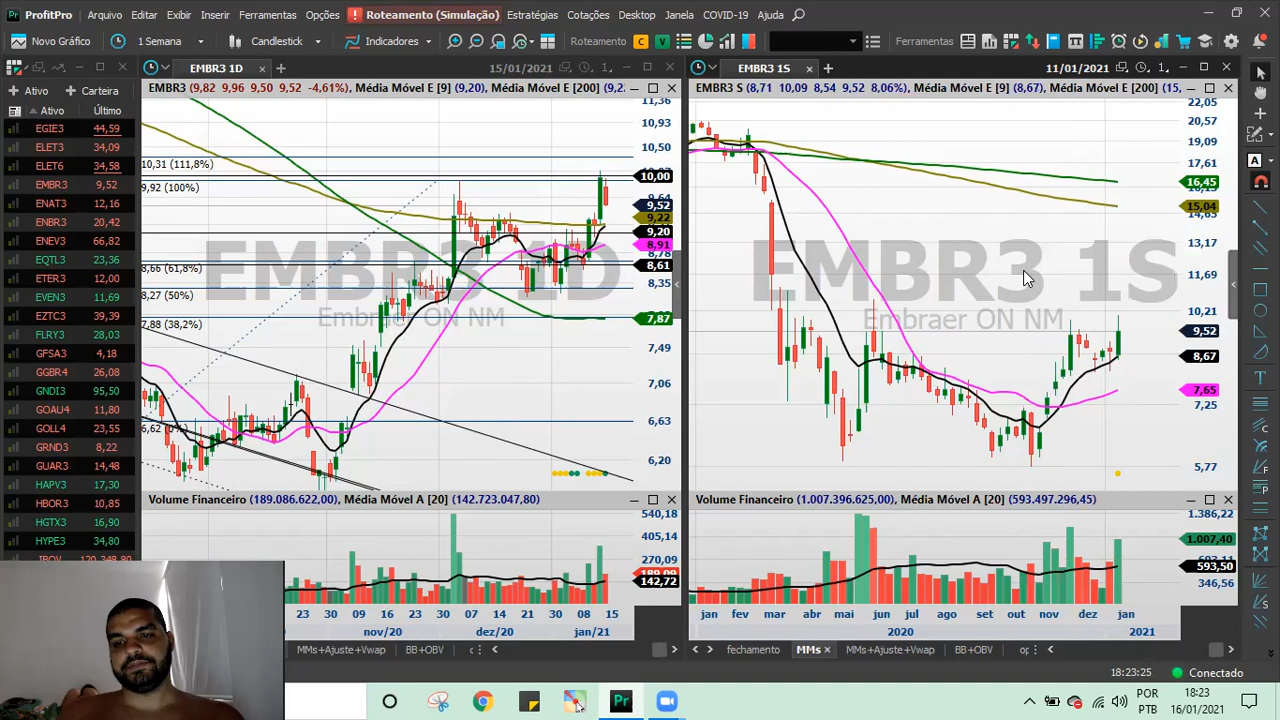 ProfitPro Arquivo Editar Exibir Inserir Ferramentas Opções ! Roteamento (Simulação) Estratégias Cotações Desktop Janela COVID-19 Ajuda
Novo Gráfico 1 Semana Candlestick Indicadores Roteamento C V Ferramentas
EMBR3 1D 15/01/2021 1
EMBR3 1S 11/01/2021 1
Ativo Carteira
Ativo Último
EGIE3 44,59
ELET3 34,09
ELET6 34,58
EMBR3 9,52
ENAT3 12,16
ENBR3 20,42
ENEV3 66,82
EQTL3 23,36
ETER3 12,00
EVEN3 11,69
EZTC3 39,39
FLRY3 28,03
GFSA3 4,18
GGBR4 26,08
GNDI3 95,50
GOAU4 11,80
GOLL4 23,55
GRND3 8,22
GUAR3 14,48
HAPV3 17,30
HBOR3 10,85
HGTX3 16,90
HYPE3 34,80
EMBR3 (9,82 9,96 9,50 9,52 -4,61%), Média Móvel E [9] (9,20), Média Móvel E [200] (9,2
11,36
10,93
10,50
10,00
9,64
9,52
9,22
9,20
8,91
8,78
8,61
8,35
7,87
7,49
7,06
6,63
6,20
10,31 (111,8%)
9,92 (100%)
8,66 (61,8%)
8,27 (50%)
7,88 (38,2%)
6,62 (0%)
EMBR3 1D
Embraer ON NM
Volume Financeiro (189.086.622,00), Média Móvel A [20] (142.723.047,80)
540,18
405,14
270,09
189,09
142,72
23 30 09 16 23 30 07 14 21 30 08 15
nov/20 dez/20 jan/21
MMs+Ajuste+Vwap BB+OBV
EMBR3 S (8,71 10,09 8,54 9,52 8,06%), Média Móvel E [9] (8,67), Média Móvel E [200] (15,
22,05
20,57
19,09
17,61
16,45
15,04
14,65
13,17
11,69
10,21
9,52
8,67
7,65
7,25
5,77
EMBR3 1S
Embraer ON NM
Volume Financeiro (1.007.396.625,00), Média Móvel A [20] (593.497.296,45)
1.386,22
1.007,40
593,50
346,56
jan fev mar abr mai jun jul ago set out nov dez jan
2020 2021
fechamento MMs MMs+Ajuste+Vwap BB+OBV
18:23:25 Conectado
Pr
POR
PTB
18:23
16/01/2021